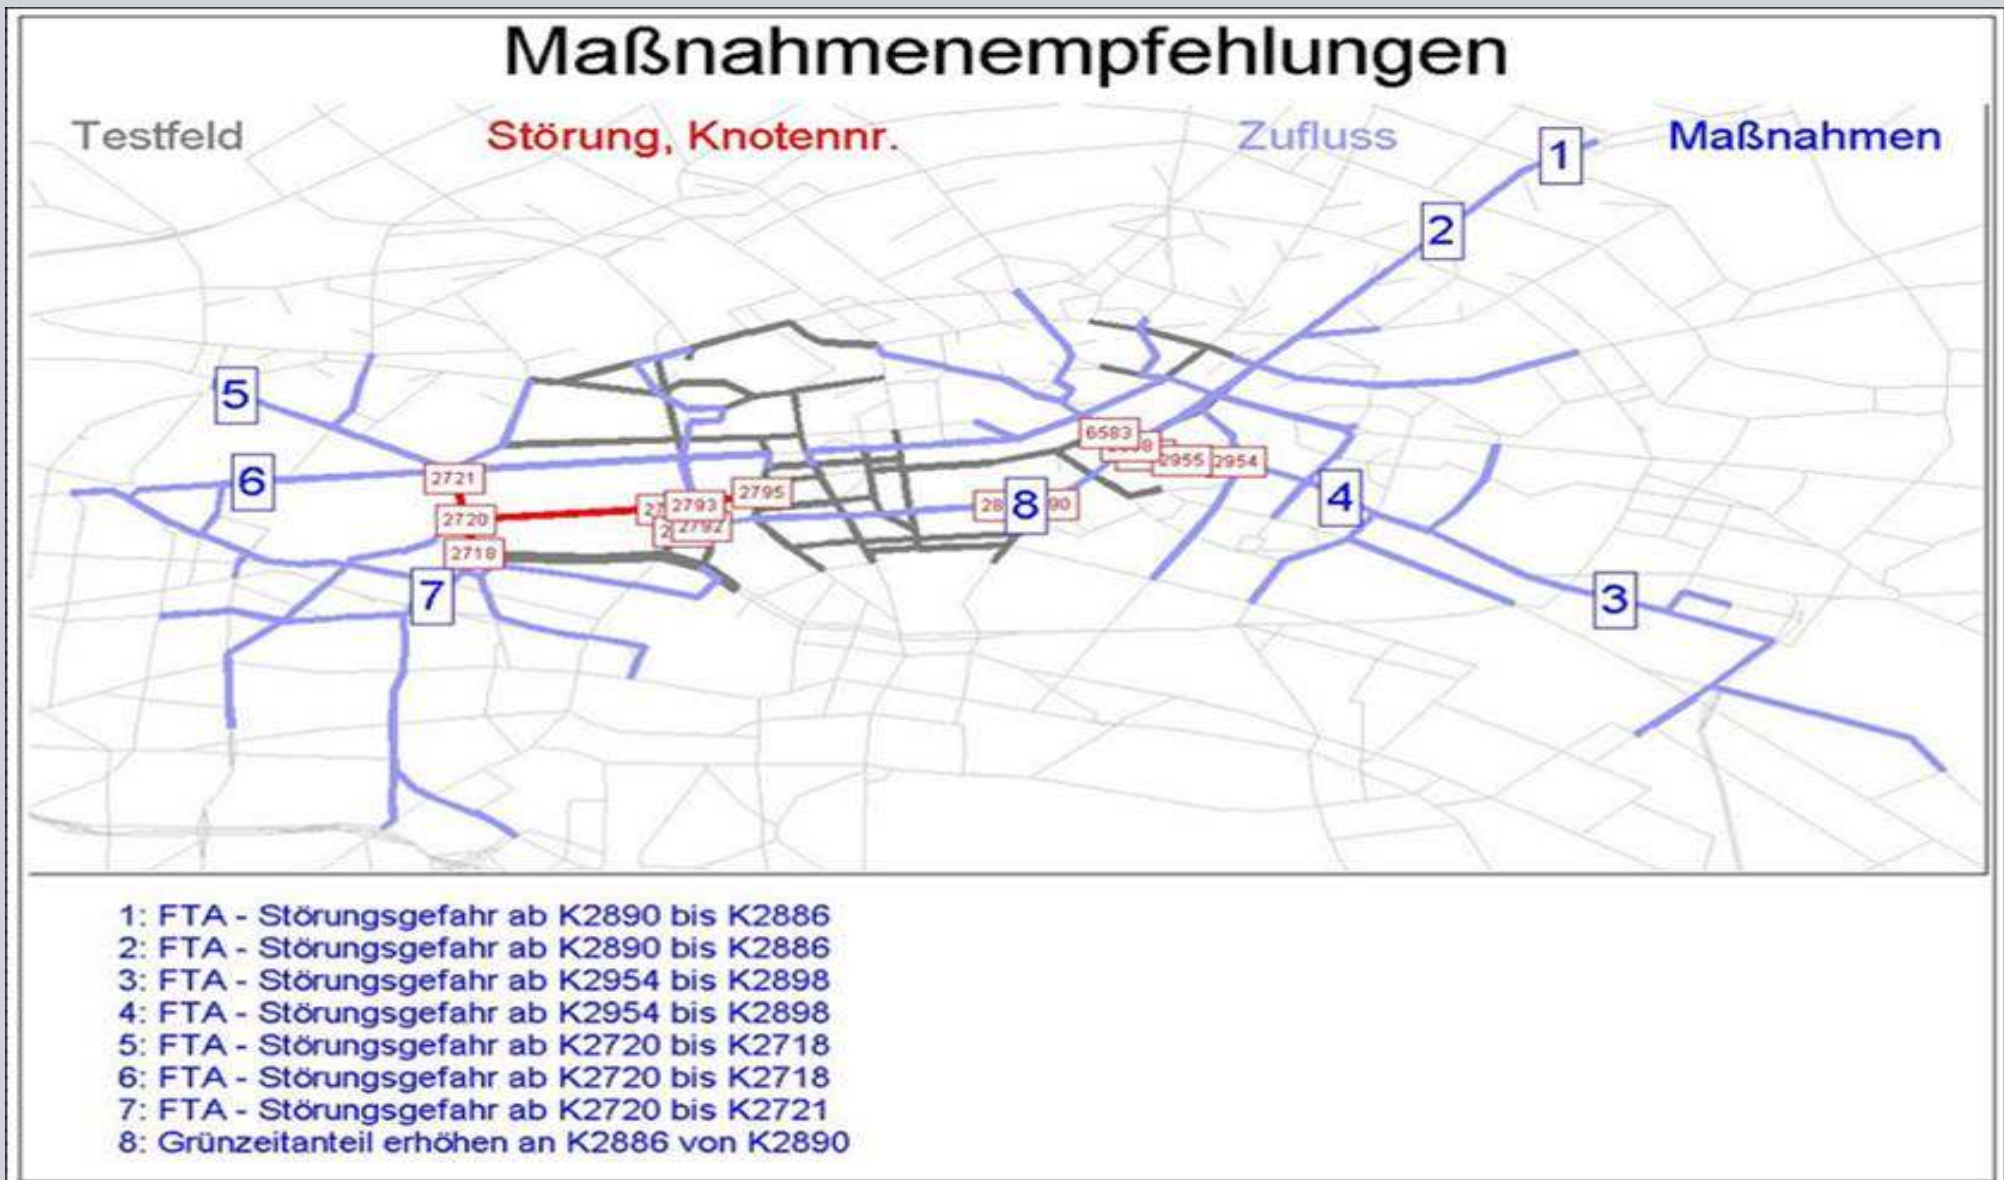 Maßnahmenempfehlungen
Testfeld Störung, Knotennr. Zufluss Maßnahmen
1
2
5
6583
2955 2954
6
2721
4
2795
2793
8
2720
2792
2718
7
3
1: FTA - Störungsgefahr ab K2890 bis K2886
2: FTA - Störungsgefahr ab K2890 bis K2886
3: FTA - Störungsgefahr ab K2954 bis K2898
4: FTA - Störungsgefahr ab K2954 bis K2898
5: FTA - Störungsgefahr ab K2720 bis K2718
6: FTA - Störungsgefahr ab K2720 bis K2718
7: FTA - Störungsgefahr ab K2720 bis K2721
8: Grünzeitanteil erhöhen an K2886 von K2890